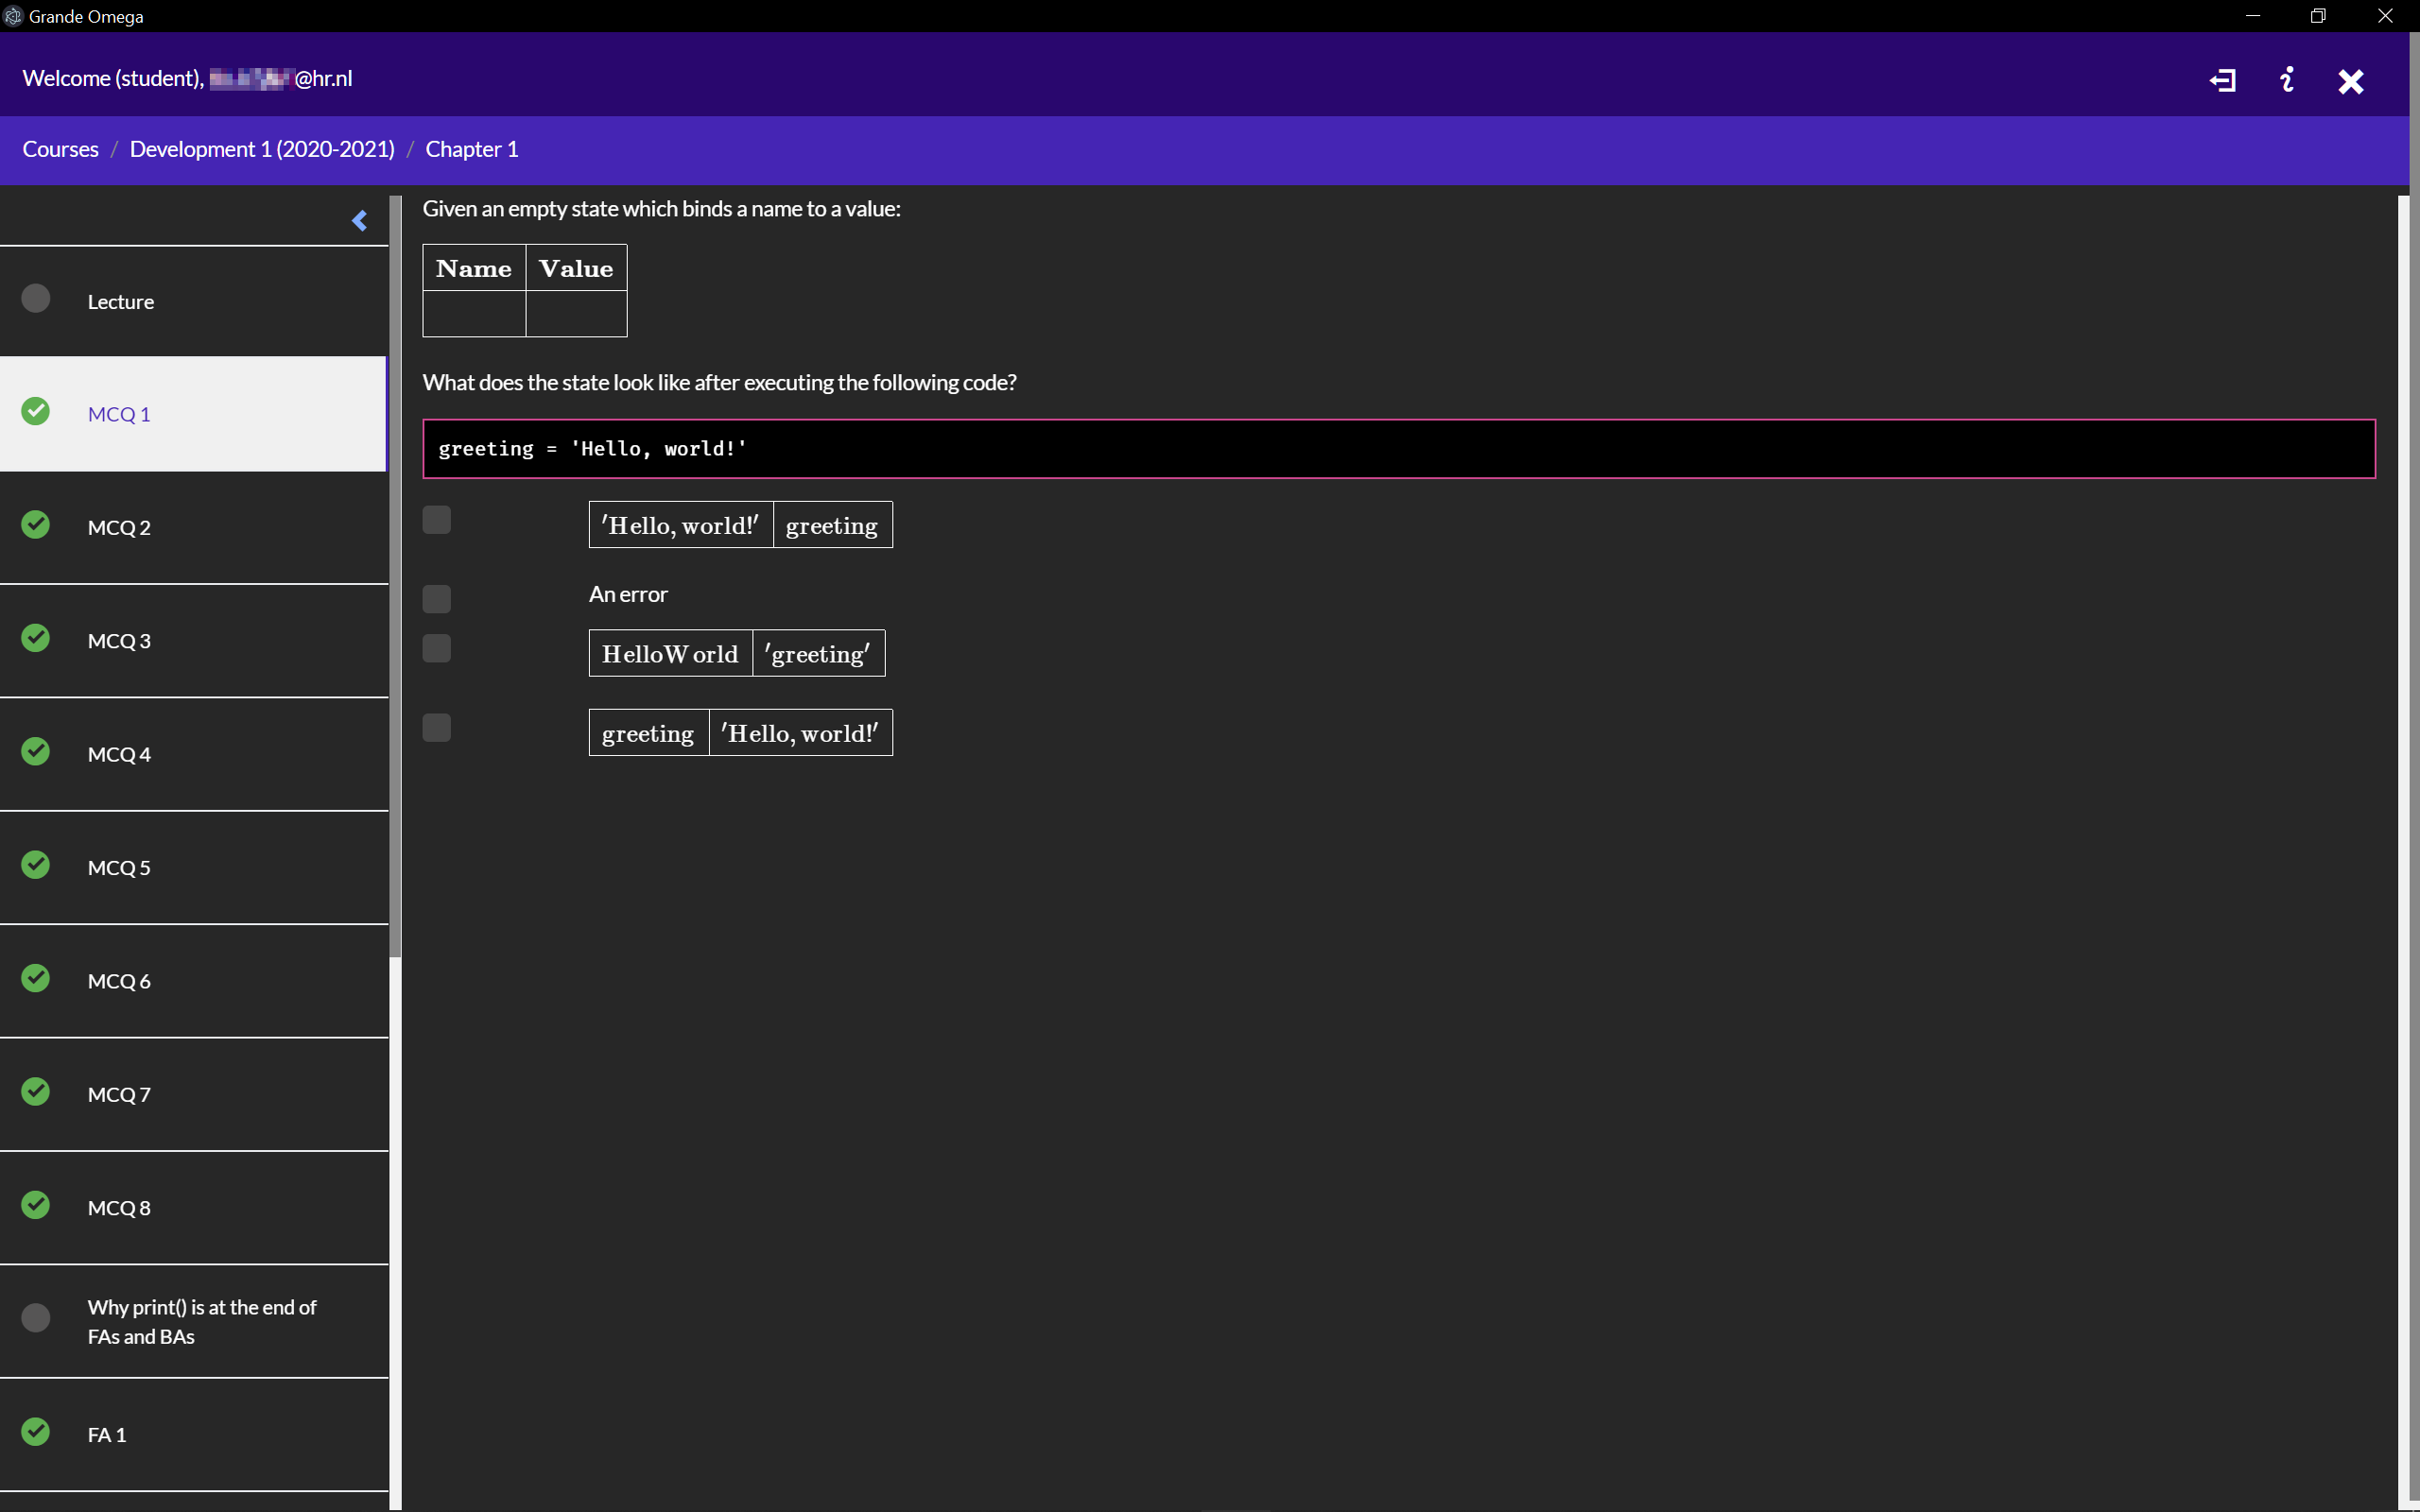 Grande Omega
Welcome (student), @hr.nl
Courses / Development 1 (2020-2021) / Chapter 1
Lecture
MCQ 1
MCQ 2
MCQ 3
MCQ 4
MCQ 5
MCQ 6
MCQ 7
MCQ 8
Why print() is at the end of
FAs and BAs
FA 1
Given an empty state which binds a name to a value:
Name Value
What does the state look like after executing the following code?
greeting = 'Hello, world!'
'Hello, world!' greeting
An error
HelloWorld 'greeting'
greeting 'Hello, world!'